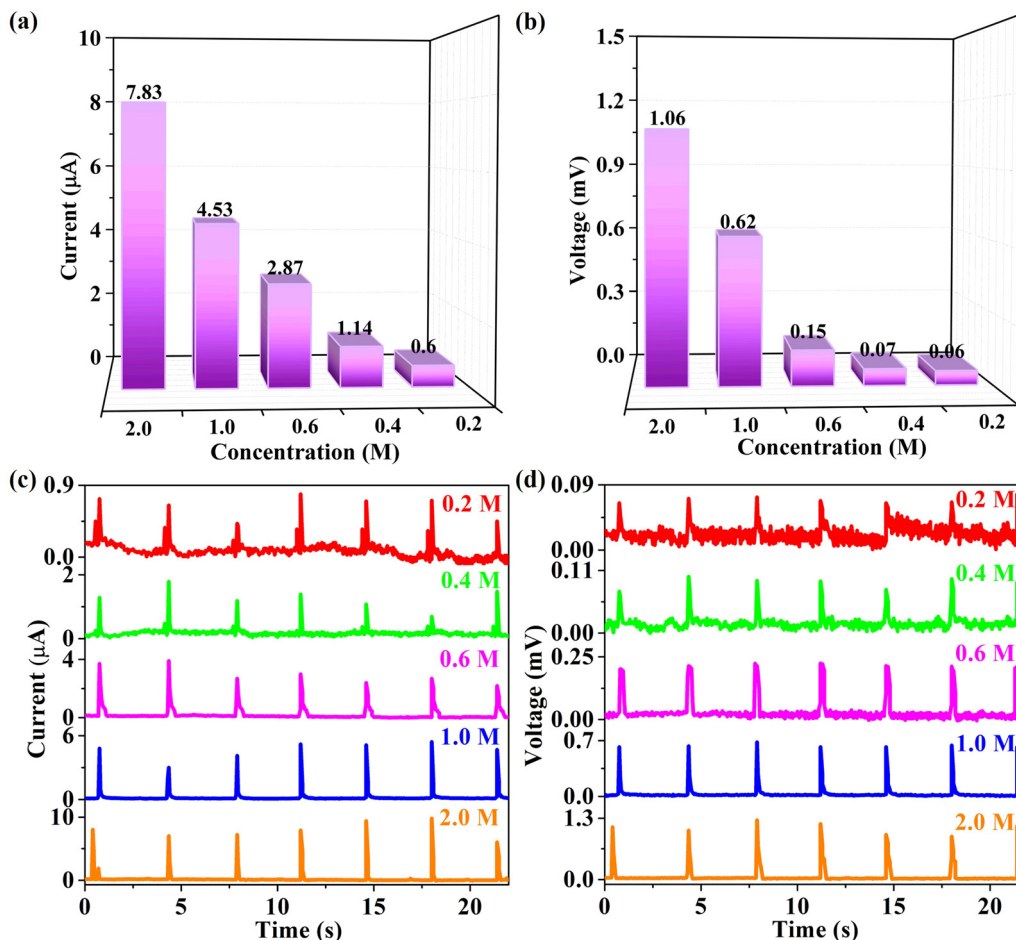 (a)
10
8
6
4
2
0
Current (μA)
7.83
4.53
2.87
1.14
0.6
2.0
1.0
0.6
0.4
0.2
Concentration (M)
(b)
1.5
1.2
0.9
0.6
0.3
0.0
Voltage (mV)
1.06
0.62
0.15
0.07
0.06
2.0
1.0
0.6
0.4
0.2
Concentration (M)
(c)
0.9
0.0
2
0
4
0
6
0
10
0
Current (μA)
0.2 M
0.4 M
0.6 M
1.0 M
2.0 M
0
5
10
15
20
Time (s)
(d)
0.09
0.00
0.11
0.00
0.25
0.00
0.7
0.0
1.3
0.0
Voltage (mV)
0.2 M
0.4 M
0.6 M
1.0 M
2.0 M
0
5
10
15
20
Time (s)